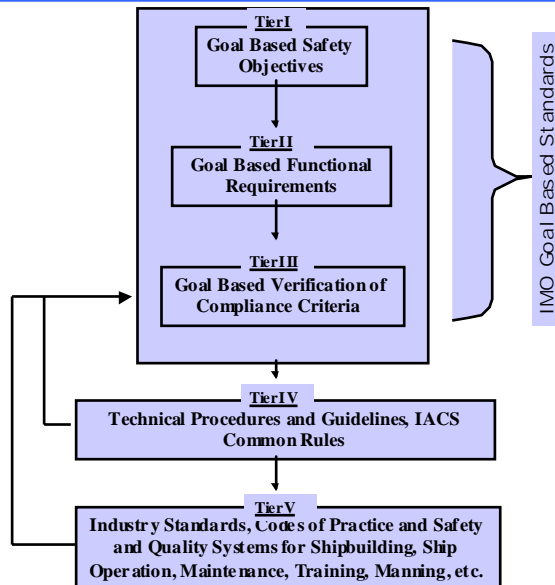 Tier I
Goal Based Safety
Objectives
Tier II
Goal Based Functional
Requirements
Tier III
Goal Based Verification of
Compliance Criteria
IMO Goal Based Standards
Tier IV
Technical Procedures and Guidelines, IACS
Common Rules
Tier V
Industry Standards, Codes of Practice and Safety
and Quality Systems for Shipbuilding, Ship
Operation, Maintenance, Training, Manning, etc.